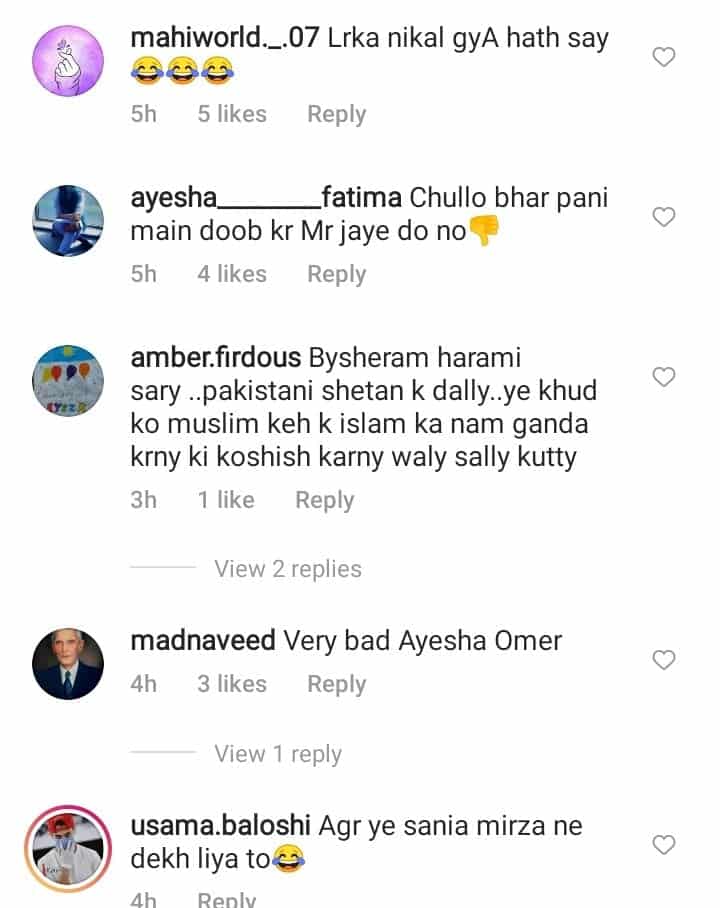 mahiworld._.07 Lrka nikal gyA hath say
😂😂😂
5h 5 likes Reply
ayesha________fatima Chullo bhar pani
main doob kr Mr jaye do no👎
5h 4 likes Reply
amber.firdous Bysheram harami
sary ..pakistani shetan k dally..ye khud
ko muslim keh k islam ka nam ganda
krny ki koshish karny waly sally kutty
3h 1 like Reply
View 2 replies
madnaveed Very bad Ayesha Omer
4h 3 likes Reply
View 1 reply
usama.baloshi Agr ye sania mirza ne
dekh liya to😂
4h Reply